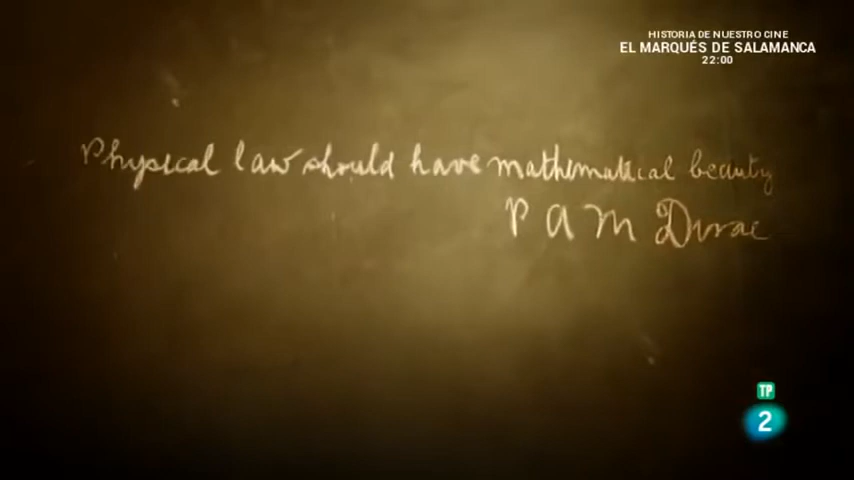 HISTORIA DE NUESTRO CINE
EL MARQUÉS DE SALAMANCA
22:00
Physical law should have mathematical beauty
P A M Dirac
TP
2